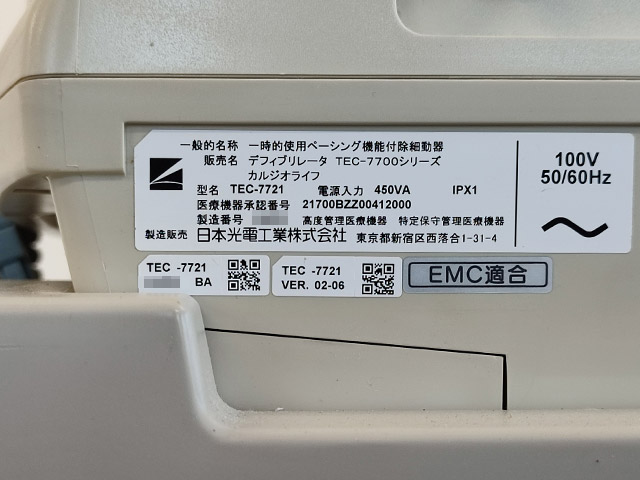 一般的名称 一時的使用ペーシング機能付除細動器
販売名 デフィブリレータ TEC-7700シリーズ
カルジオライフ
型名 TEC-7721 電源入力 450VA IPX1
医療機器承認番号 21700BZZ00412000
製造番号 高度管理医療機器 特定保守管理医療機器
製造販売 日本光電工業株式会社 東京都新宿区西落合1-31-4
100V
50/60Hz
TEC -7721
BA
TEC -7721
VER. 02-06
EMC適合